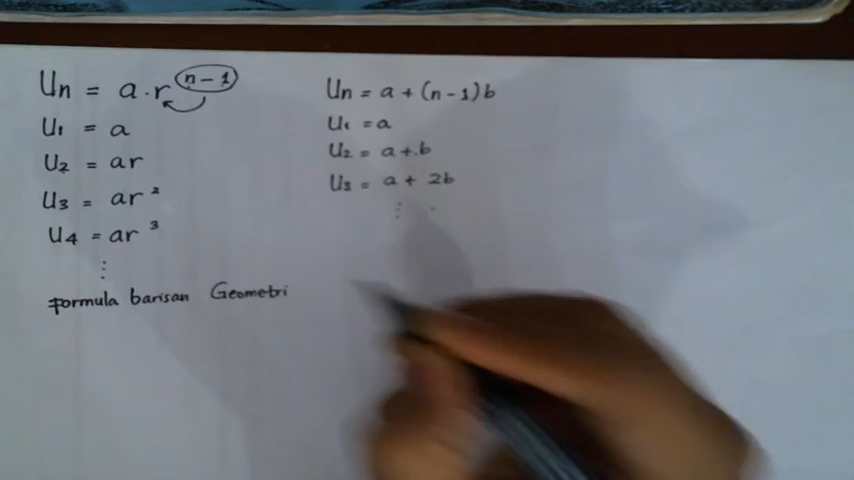 Un = a.r (n-1)
U1 = a
U2 = ar
U3 = ar²
U4 = ar³
⋮
formula barisan Geometri
Un = a + (n-1)b
U1 = a
U2 = a + b
U3 = a + 2b
⋮